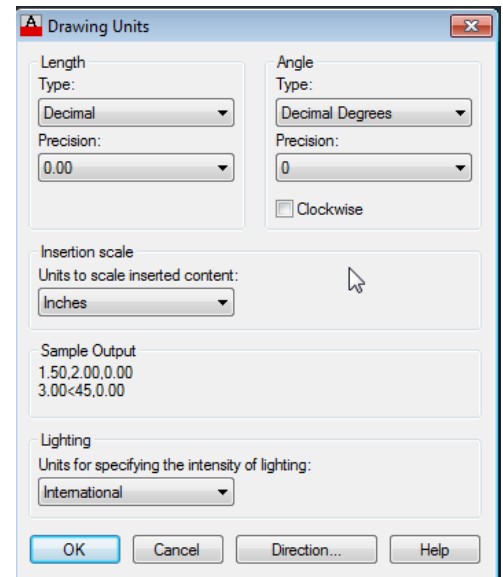 A Drawing Units
Length
Type:
Decimal
Precision:
0.00
Angle
Type:
Decimal Degrees
Precision:
0
Clockwise
Insertion scale
Units to scale inserted content:
Inches
Sample Output
1.50,2.00,0.00
3.00<45,0.00
Lighting
Units for specifying the intensity of lighting:
International
OK Cancel Direction... Help